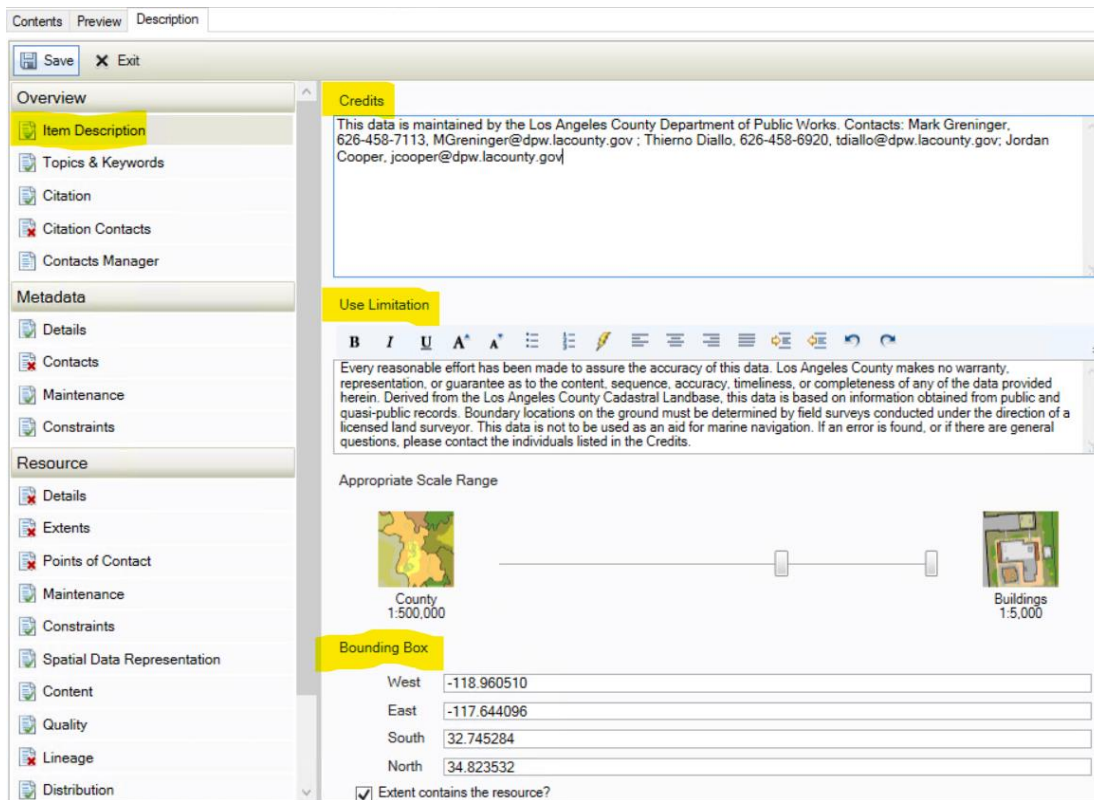 Contents Preview Description
Save X Exit
Overview
Item Description
Topics & Keywords
Citation
Citation Contacts
Contacts Manager
Metadata
Details
Contacts
Maintenance
Constraints
Resource
Details
Extents
Points of Contact
Maintenance
Constraints
Spatial Data Representation
Content
Quality
Lineage
Distribution
Credits
This data is maintained by the Los Angeles County Department of Public Works. Contacts: Mark Greninger,
626-458-7113, MGreninger@dpw.lacounty.gov ; Thierno Diallo, 626-458-6920, tdiallo@dpw.lacounty.gov; Jordan
Cooper, jcooper@dpw.lacounty.gov
Use Limitation
B I U A A
Every reasonable effort has been made to assure the accuracy of this data. Los Angeles County makes no warranty,
representation, or guarantee as to the content, sequence, accuracy, timeliness, or completeness of any of the data provided
herein. Derived from the Los Angeles County Cadastral Landbase, this data is based on information obtained from public and
quasi-public records. Boundary locations on the ground must be determined by field surveys conducted under the direction of a
licensed land surveyor. This data is not to be used as an aid for marine navigation. If an error is found, or if there are general
questions, please contact the individuals listed in the Credits.
Appropriate Scale Range
County
1:500,000
Buildings
1:5,000
Bounding Box
West -118.960510
East -117.644096
South 32.745284
North 34.823532
Extent contains the resource?